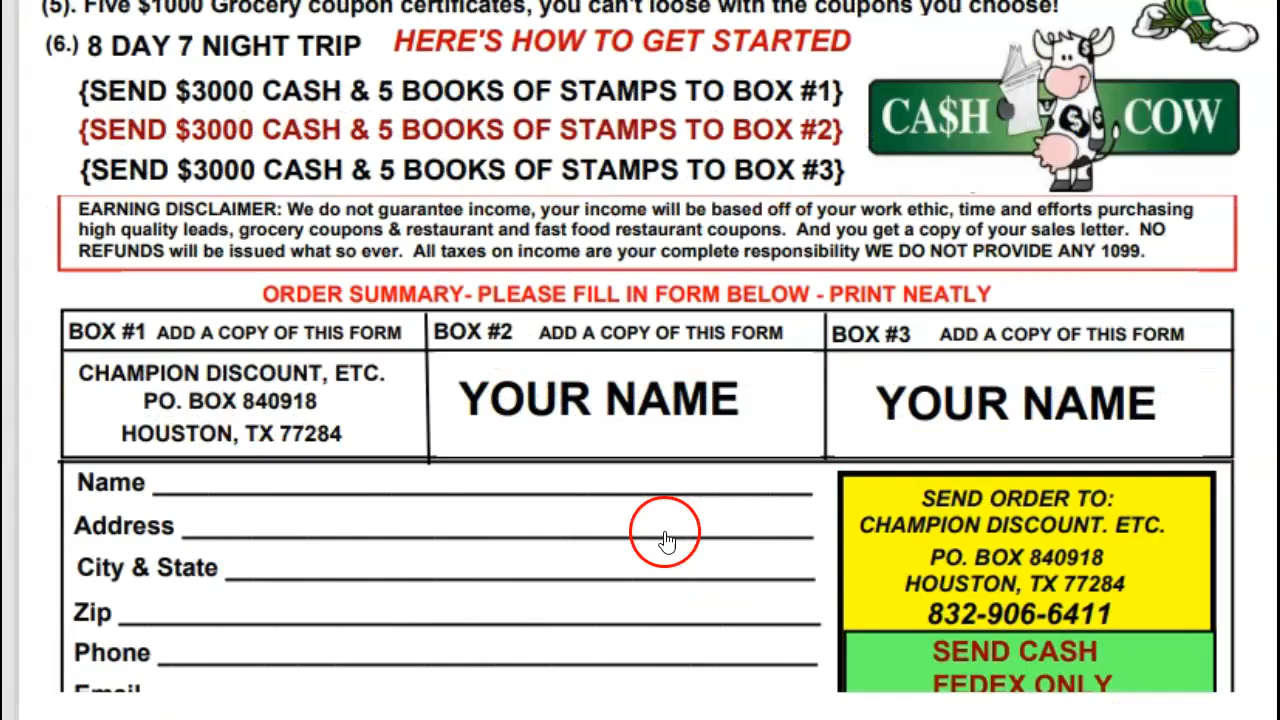 (5). Five $1000 Grocery coupon certificates, you can't loose with the coupons you choose!
(6.) 8 DAY 7 NIGHT TRIP HERE'S HOW TO GET STARTED
{SEND $3000 CASH & 5 BOOKS OF STAMPS TO BOX #1}
{SEND $3000 CASH & 5 BOOKS OF STAMPS TO BOX #2}
{SEND $3000 CASH & 5 BOOKS OF STAMPS TO BOX #3}
CA$H COW
EARNING DISCLAIMER: We do not guarantee income, your income will be based off of your work ethic, time and efforts purchasing
high quality leads, grocery coupons & restaurant and fast food restaurant coupons. And you get a copy of your sales letter. NO
REFUNDS will be issued what so ever. All taxes on income are your complete responsibility WE DO NOT PROVIDE ANY 1099.
ORDER SUMMARY- PLEASE FILL IN FORM BELOW - PRINT NEATLY
BOX #1 ADD A COPY OF THIS FORM
CHAMPION DISCOUNT, ETC.
PO. BOX 840918
HOUSTON, TX 77284
BOX #2 ADD A COPY OF THIS FORM
YOUR NAME
BOX #3 ADD A COPY OF THIS FORM
YOUR NAME
Name
Address
City & State
Zip
Phone
Email
SEND ORDER TO:
CHAMPION DISCOUNT. ETC.
PO. BOX 840918
HOUSTON, TX 77284
832-906-6411
SEND CASH
FEDEX ONLY